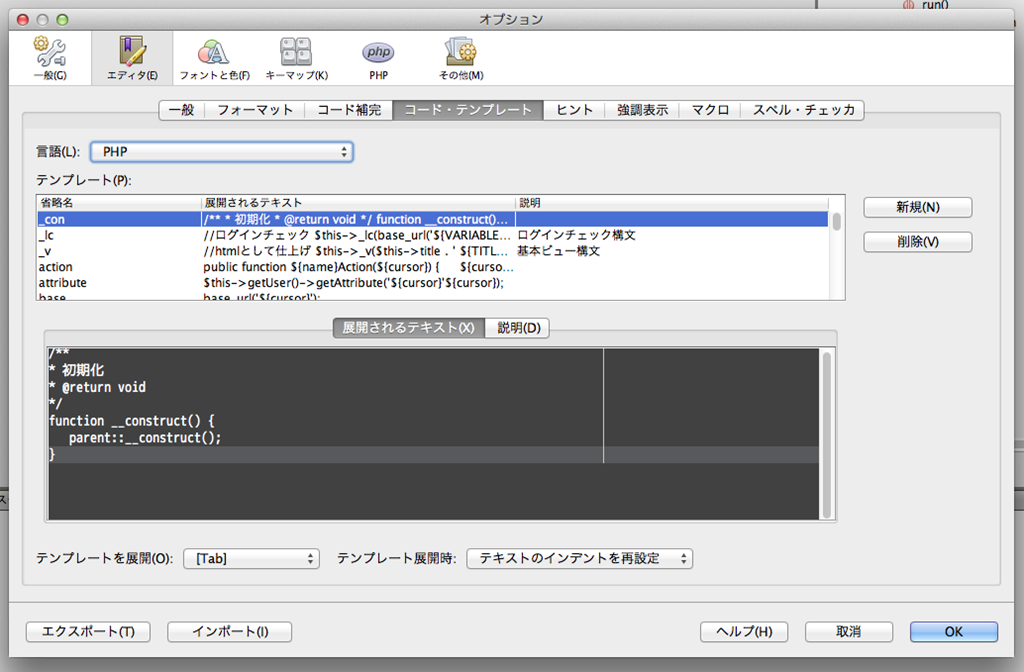 run()
オプション
一般(G)
エディタ(E)
フォントと色(F)
キーマップ(K)
php
PHP
その他(M)
一般
フォーマット
コード補完
コード・テンプレート
ヒント
強調表示
マクロ
スペル・チェッカ
言語(L):
PHP
テンプレート(P):
省略名 展開されるテキスト 説明
_con /** * 初期化 * @return void */ function __construct()...
_lc //ログインチェック $this->_lc(base_url('${VARIABLE... ログインチェック構文
_v //htmlとして仕上げ $this->_v($this->title . ' ${TITL... 基本ビュー構文
action public function ${name}Action(${cursor}) { ${curso...
attribute $this->getUser()->getAttribute('${cursor}'${cursor});
base base_url('${cursor}');
新規(N)
削除(V)
展開されるテキスト(X)
説明(D)
/**
* 初期化
* @return void
*/
function __construct() {
parent::__construct();
}
テンプレートを展開(O):
[Tab]
テンプレート展開時:
テキストのインデントを再設定
エクスポート(T)
インポート(I)
ヘルプ(H)
取消
OK